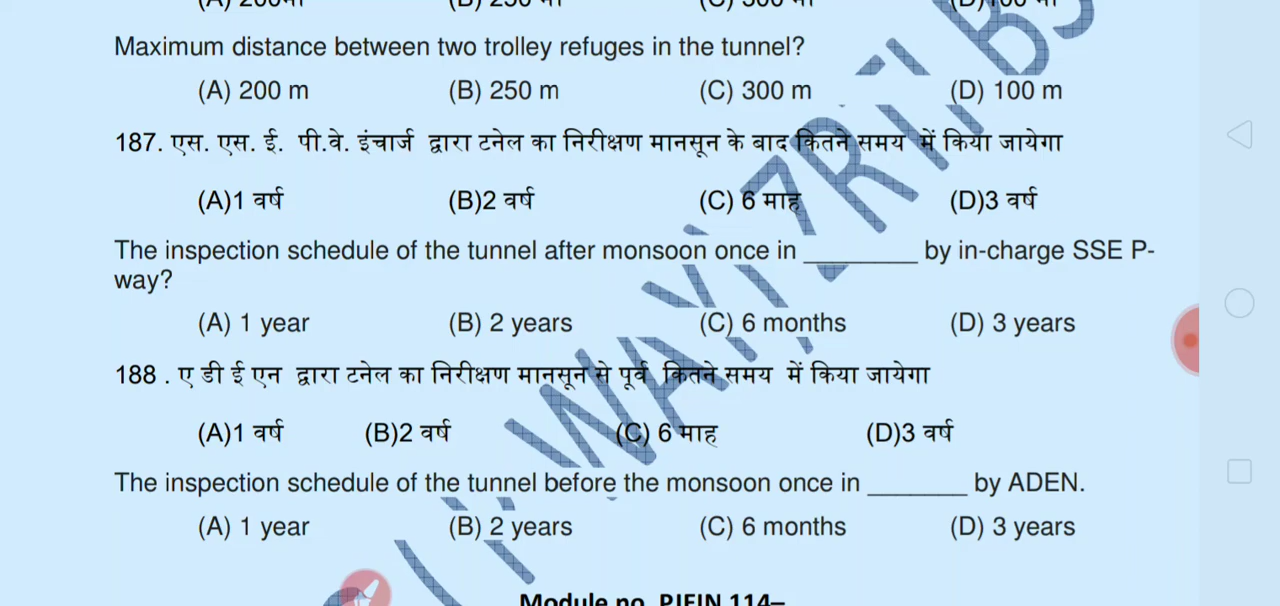 Maximum distance between two trolley refuges in the tunnel?
(A) 200 m (B) 250 m (C) 300 m (D) 100 m
187. एस. एस. ई. पी.वे. इंचार्ज द्वारा टनेल का निरीक्षण मानसून के बाद कितने समय में किया जायेगा
(A)1 वर्ष (B)2 वर्ष (C) 6 माह (D)3 वर्ष
The inspection schedule of the tunnel after monsoon once in ________ by in-charge SSE P-
way?
(A) 1 year (B) 2 years (C) 6 months (D) 3 years
188 . ए डी ई एन द्वारा टनेल का निरीक्षण मानसून से पूर्व कितने समय में किया जायेगा
(A)1 वर्ष (B)2 वर्ष (C) 6 माह (D)3 वर्ष
The inspection schedule of the tunnel before the monsoon once in _______ by ADEN.
(A) 1 year (B) 2 years (C) 6 months (D) 3 years
Module no. PIFIN 114–